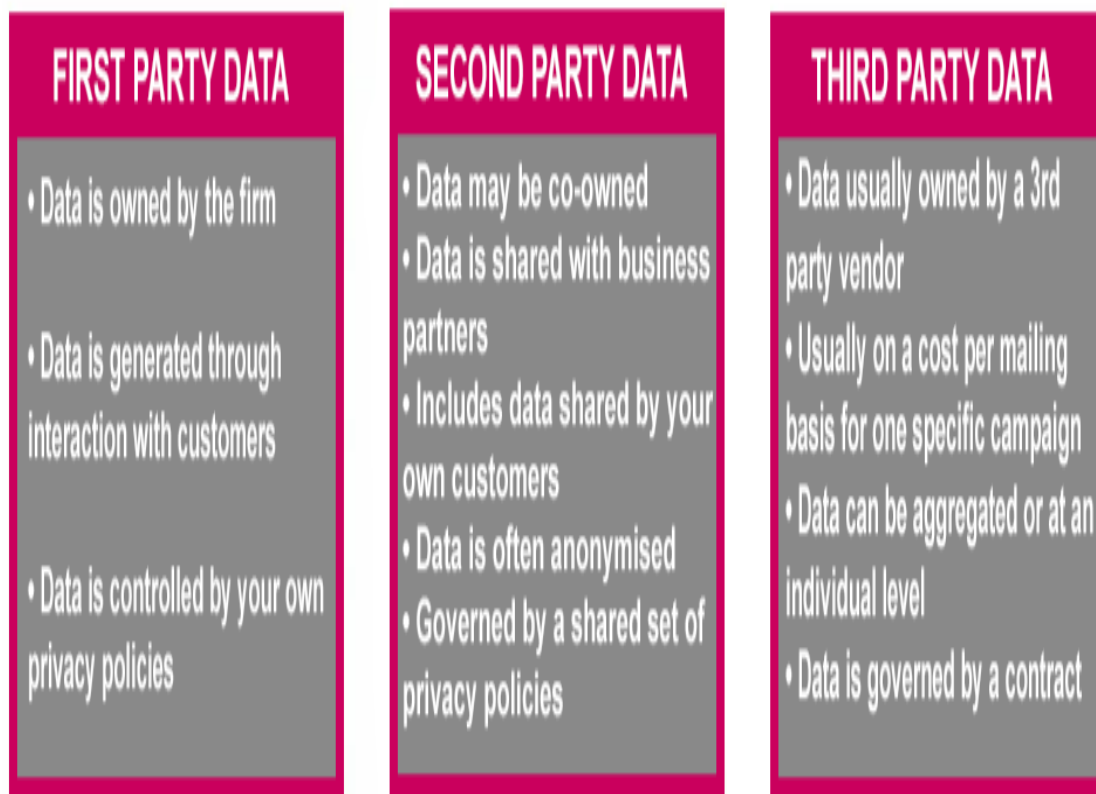 FIRST PARTY DATA
• Data is owned by the firm
• Data is generated through
interaction with customers
• Data is controlled by your own
privacy policies
SECOND PARTY DATA
• Data may be co-owned
• Data is shared with business
partners
• Includes data shared by your
own customers
• Data is often anonymised
• Governed by a shared set of
privacy policies
THIRD PARTY DATA
• Data usually owned by a 3rd
party vendor
• Usually on a cost per mailing
basis for one specific campaign
• Data can be aggregated or at an
individual level
• Data is governed by a contract